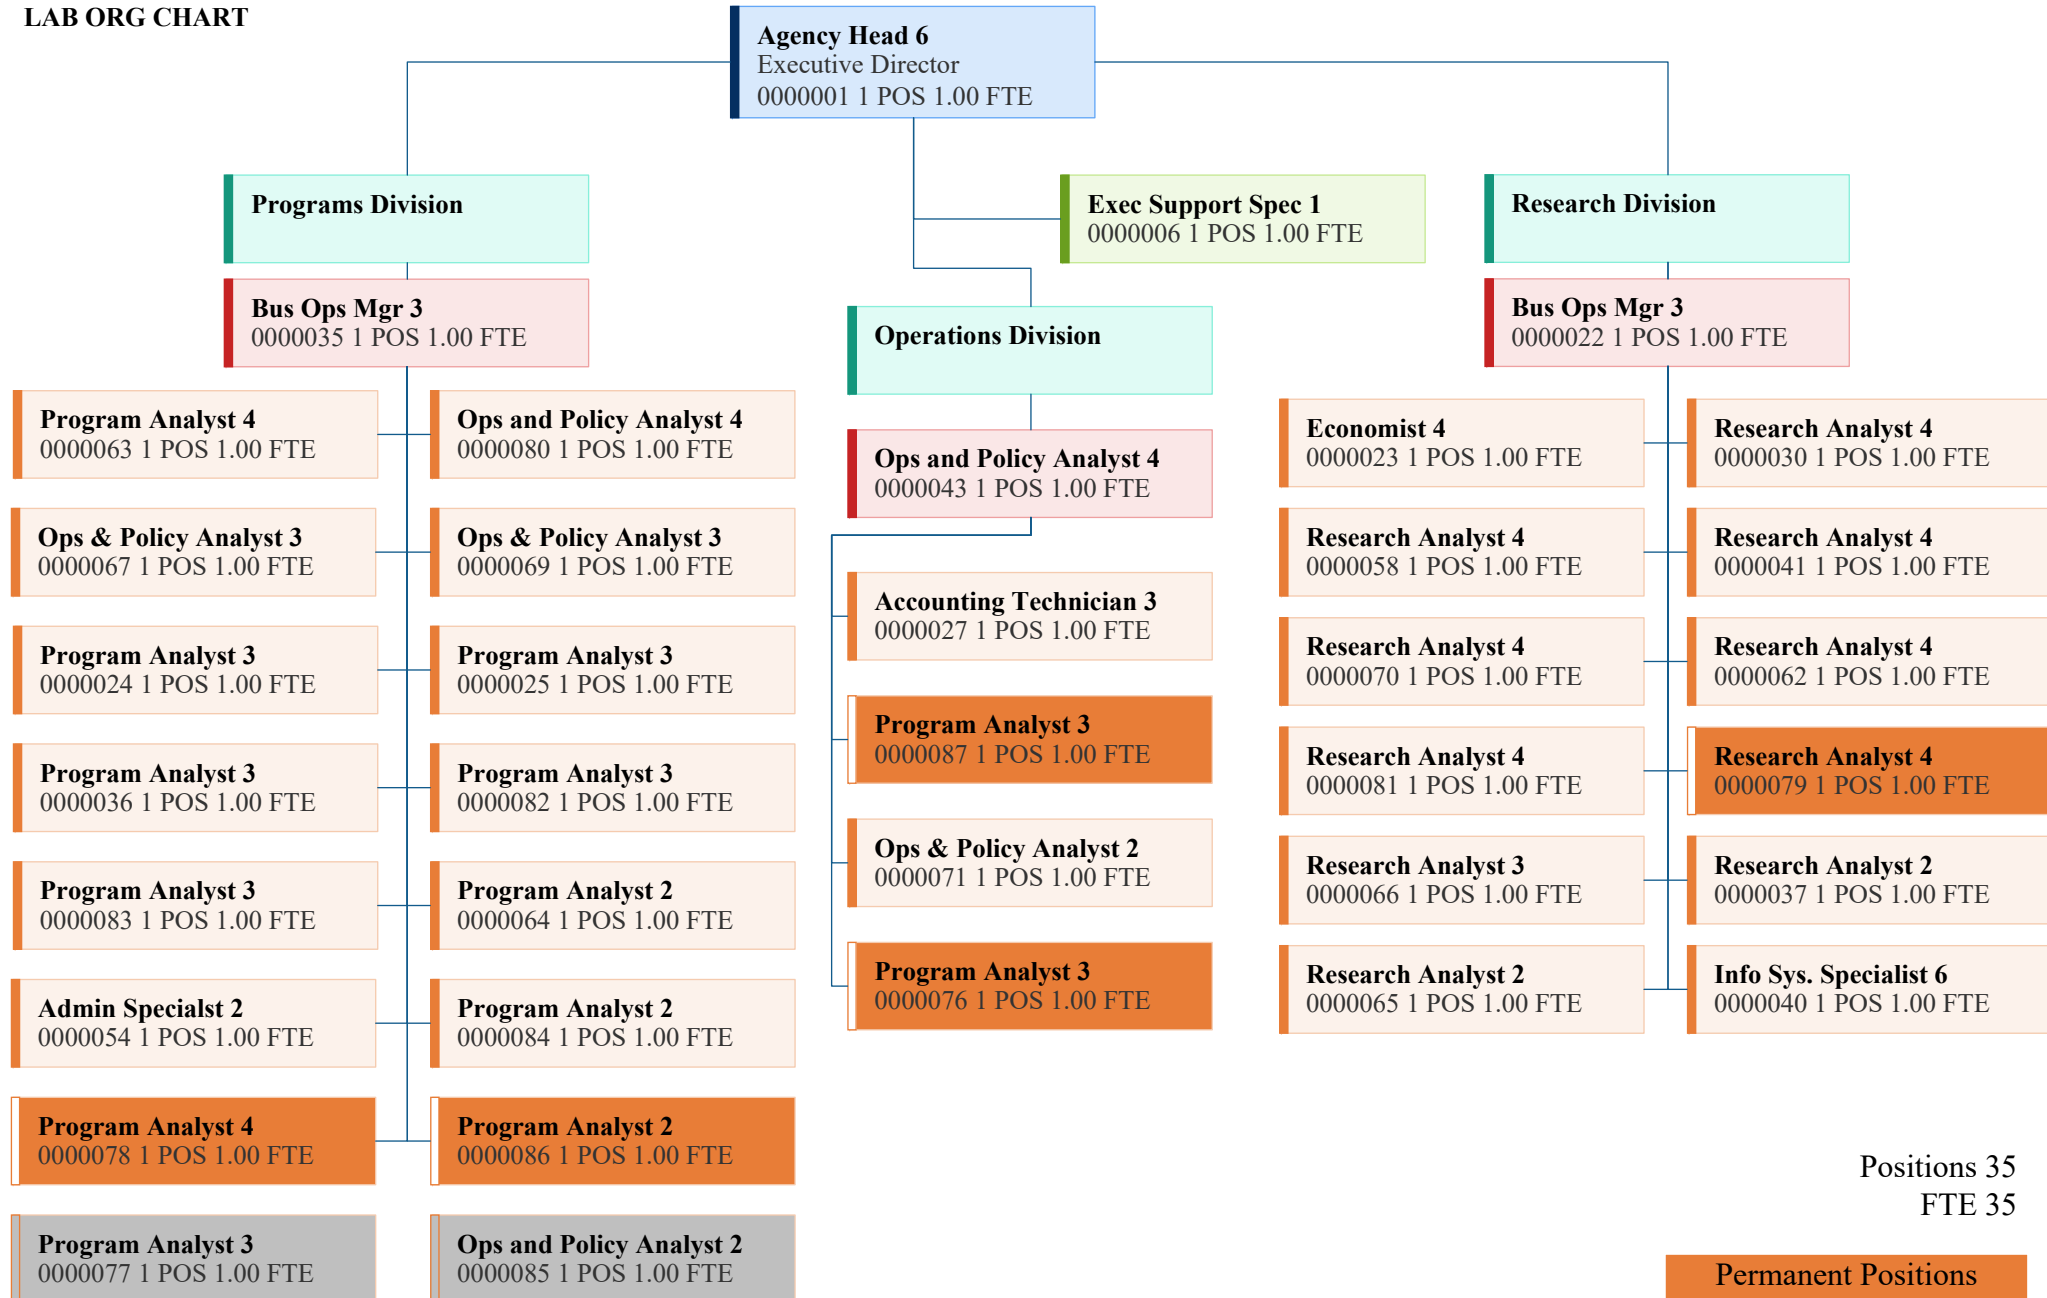 LAB ORG CHART
Agency Head 6
Executive Director
0000001 1 POS 1.00 FTE
Programs Division
Exec Support Spec 1
0000006 1 POS 1.00 FTE
Research Division
Bus Ops Mgr 3
0000035 1 POS 1.00 FTE
Operations Division
Bus Ops Mgr 3
0000022 1 POS 1.00 FTE
Program Analyst 4
0000063 1 POS 1.00 FTE
Ops and Policy Analyst 4
0000080 1 POS 1.00 FTE
Ops & Policy Analyst 3
0000067 1 POS 1.00 FTE
Ops & Policy Analyst 3
0000069 1 POS 1.00 FTE
Program Analyst 3
0000024 1 POS 1.00 FTE
Program Analyst 3
0000025 1 POS 1.00 FTE
Program Analyst 3
0000036 1 POS 1.00 FTE
Program Analyst 3
0000082 1 POS 1.00 FTE
Program Analyst 3
0000083 1 POS 1.00 FTE
Program Analyst 2
0000064 1 POS 1.00 FTE
Admin Specialst 2
0000054 1 POS 1.00 FTE
Program Analyst 2
0000084 1 POS 1.00 FTE
Program Analyst 4
0000078 1 POS 1.00 FTE
Program Analyst 2
0000086 1 POS 1.00 FTE
Program Analyst 3
0000077 1 POS 1.00 FTE
Ops and Policy Analyst 2
0000085 1 POS 1.00 FTE
Ops and Policy Analyst 4
0000043 1 POS 1.00 FTE
Accounting Technician 3
0000027 1 POS 1.00 FTE
Program Analyst 3
0000087 1 POS 1.00 FTE
Ops & Policy Analyst 2
0000071 1 POS 1.00 FTE
Program Analyst 3
0000076 1 POS 1.00 FTE
Economist 4
0000023 1 POS 1.00 FTE
Research Analyst 4
0000030 1 POS 1.00 FTE
Research Analyst 4
0000058 1 POS 1.00 FTE
Research Analyst 4
0000041 1 POS 1.00 FTE
Research Analyst 4
0000070 1 POS 1.00 FTE
Research Analyst 4
0000062 1 POS 1.00 FTE
Research Analyst 4
0000081 1 POS 1.00 FTE
Research Analyst 4
0000079 1 POS 1.00 FTE
Research Analyst 3
0000066 1 POS 1.00 FTE
Research Analyst 2
0000037 1 POS 1.00 FTE
Research Analyst 2
0000065 1 POS 1.00 FTE
Info Sys. Specialist 6
0000040 1 POS 1.00 FTE
Positions 35
FTE 35
Permanent Positions